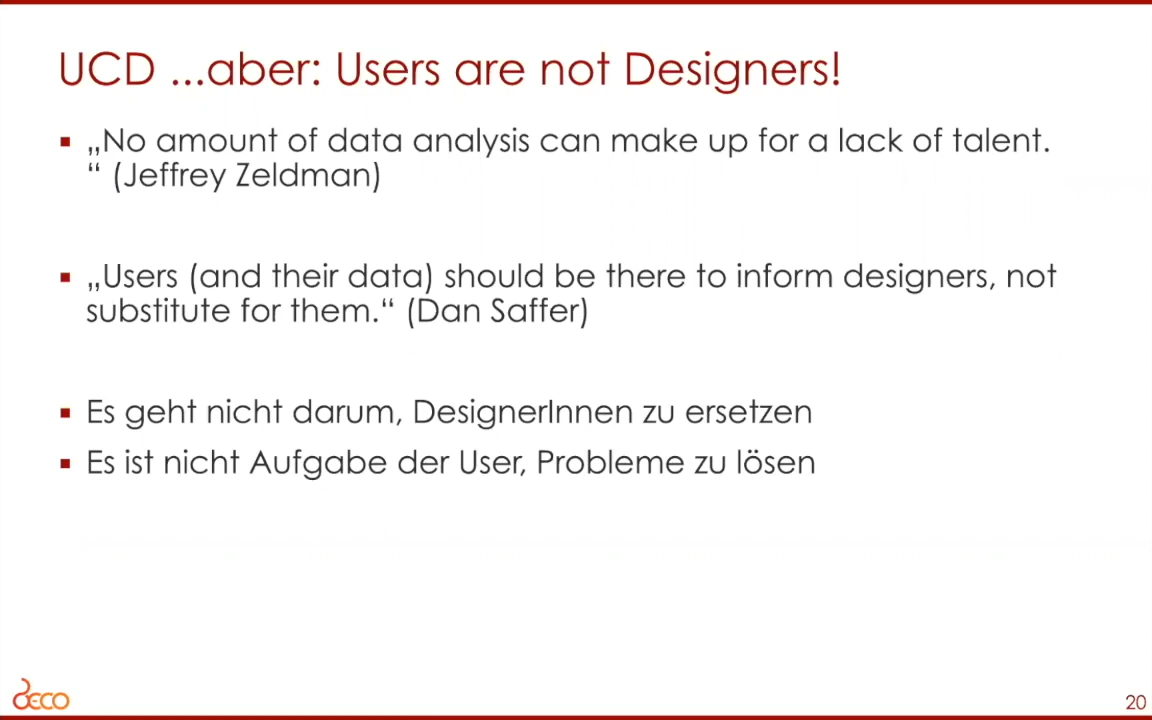 UCD ...aber: Users are not Designers!
„No amount of data analysis can make up for a lack of talent.
“ (Jeffrey Zeldman)
„Users (and their data) should be there to inform designers, not
substitute for them.“ (Dan Saffer)
Es geht nicht darum, DesignerInnen zu ersetzen
Es ist nicht Aufgabe der User, Probleme zu lösen
DECO
20